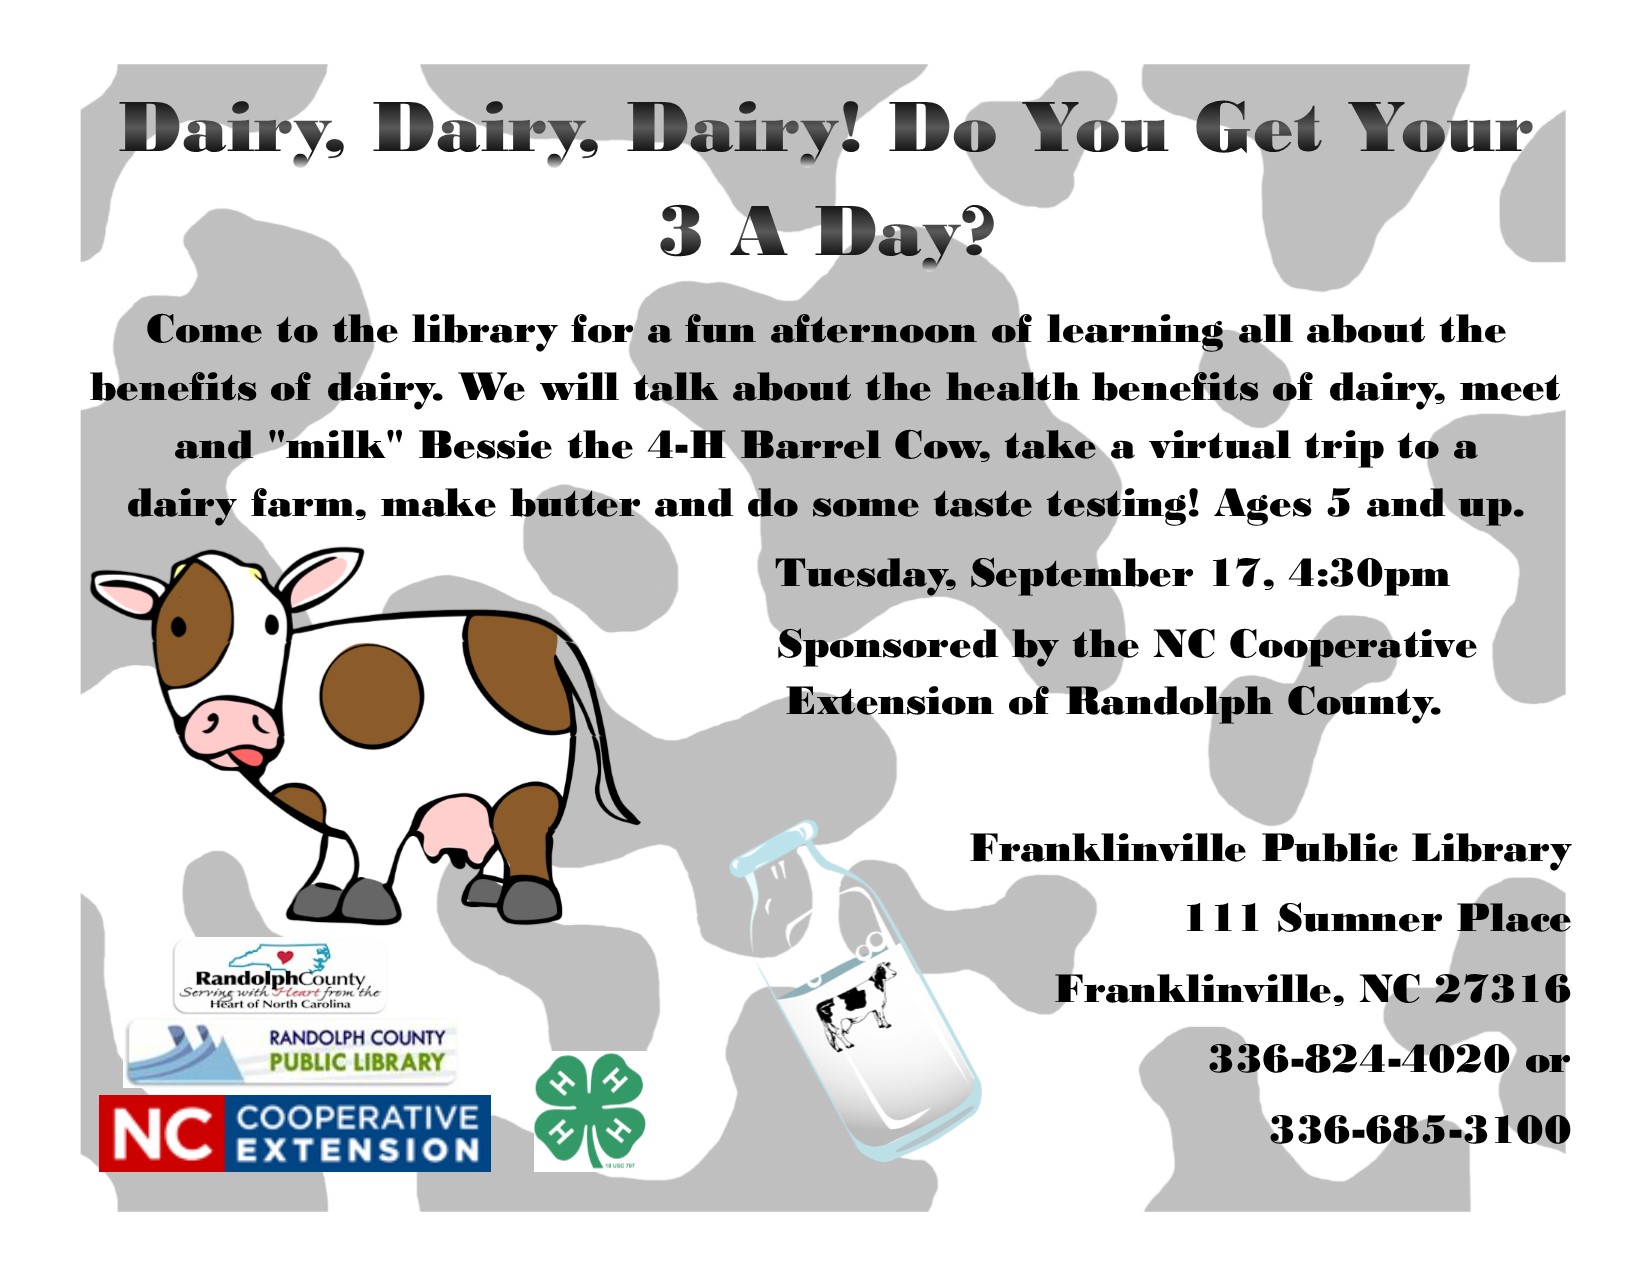 Dairy, Dairy, Dairy! Do You Get Your
3 A Day?
Come to the library for a fun afternoon of learning all about the
benefits of dairy. We will talk about the health benefits of dairy, meet
and "milk" Bessie the 4-H Barrel Cow, take a virtual trip to a
dairy farm, make butter and do some taste testing! Ages 5 and up.
Tuesday, September 17, 4:30pm
Sponsored by the NC Cooperative
Extension of Randolph County.
Franklinville Public Library
111 Sumner Place
Franklinville, NC 27316
336-824-4020 or
336-685-3100
RandolphCounty
Serving with Heart from the
Heart of North Carolina
RANDOLPH COUNTY
PUBLIC LIBRARY
NC COOPERATIVE
EXTENSION
H H
H H
18 USC 707